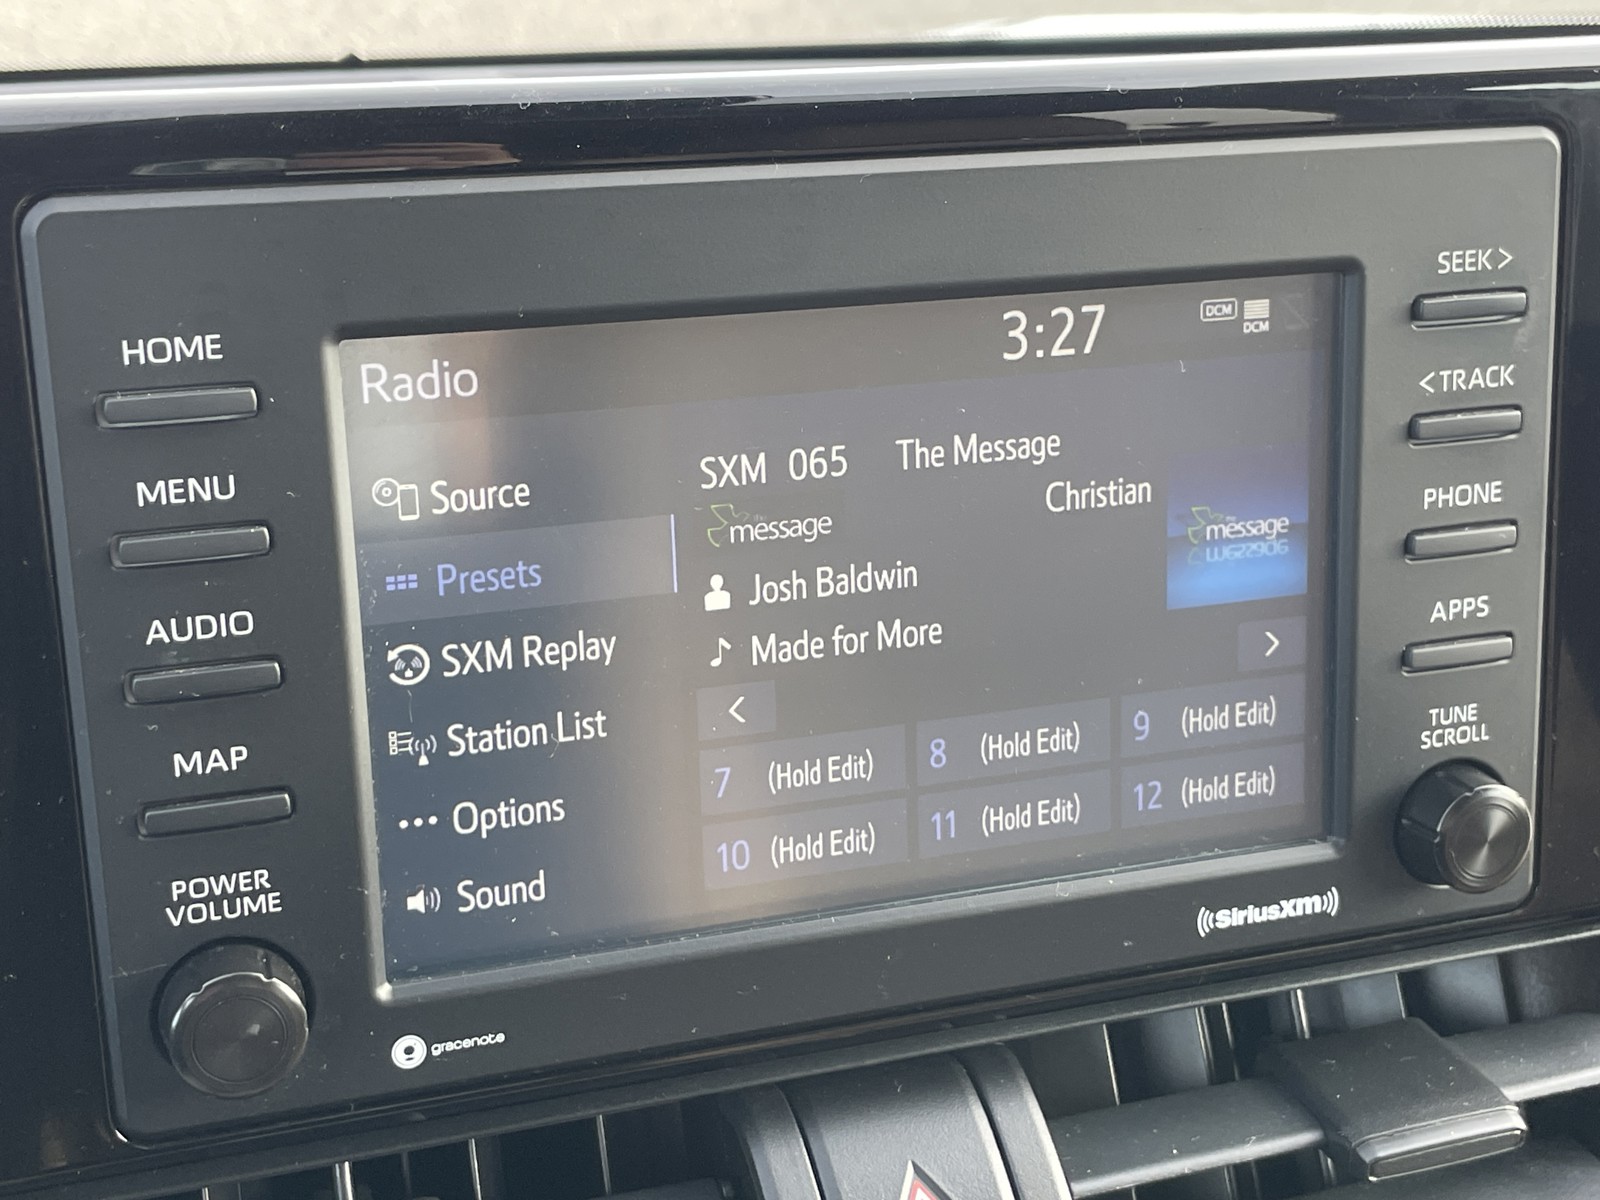 HOME
MENU
AUDIO
MAP
POWER
VOLUME
Radio
3:27
DCM
DCM
Source
Presets
SXM Replay
Station List
Options
Sound
SXM 065 The Message
Christian
message
message
Josh Baldwin
Made for More
<
>
7 (Hold Edit)
8 (Hold Edit)
9 (Hold Edit)
10 (Hold Edit)
11 (Hold Edit)
12 (Hold Edit)
SEEK >
< TRACK
PHONE
APPS
TUNE
SCROLL
gracenote
SiriusXM